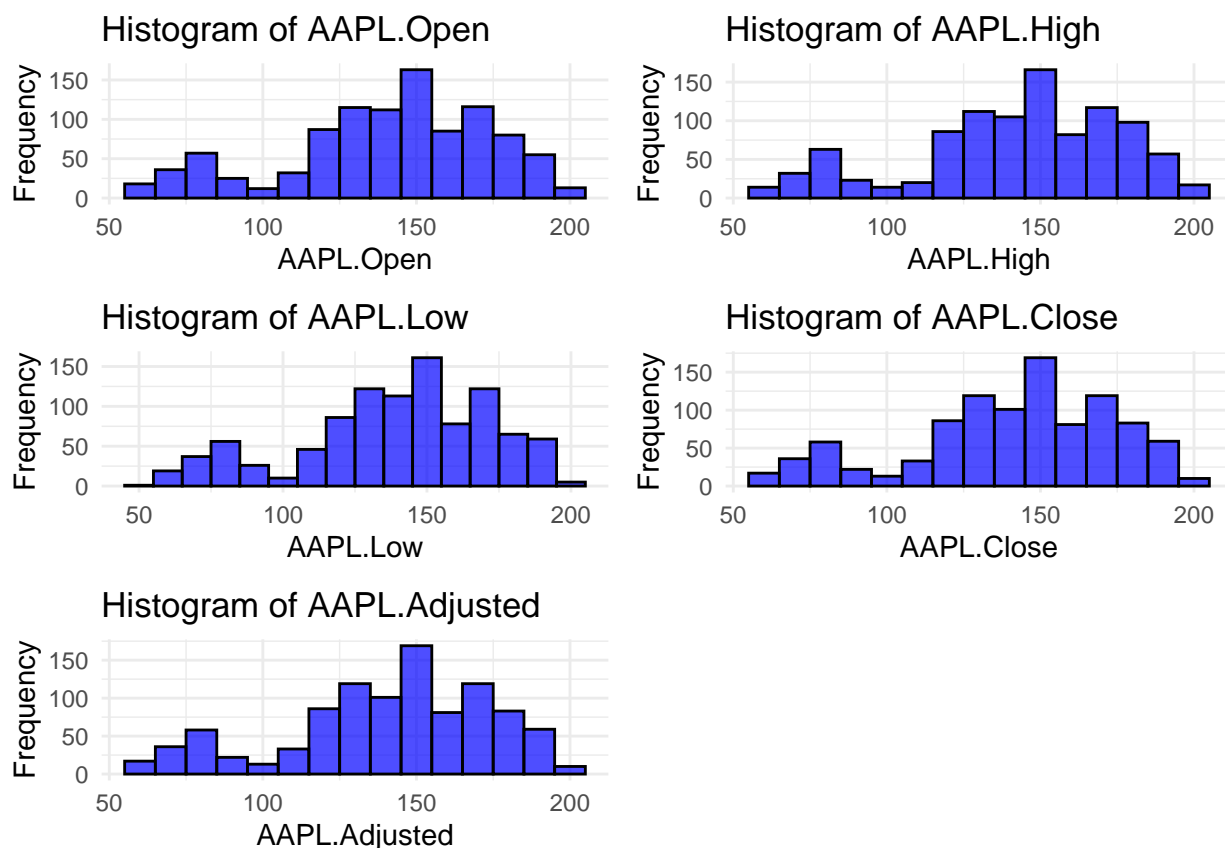 Histogram of AAPL.Open
Frequency
150
100
50
0
50 100 150 200
AAPL.Open
Histogram of AAPL.High
Frequency
150
100
50
0
50 100 150 200
AAPL.High
Histogram of AAPL.Low
Frequency
150
100
50
0
50 100 150 200
AAPL.Low
Histogram of AAPL.Close
Frequency
150
100
50
0
50 100 150 200
AAPL.Close
Histogram of AAPL.Adjusted
Frequency
150
100
50
0
50 100 150 200
AAPL.Adjusted